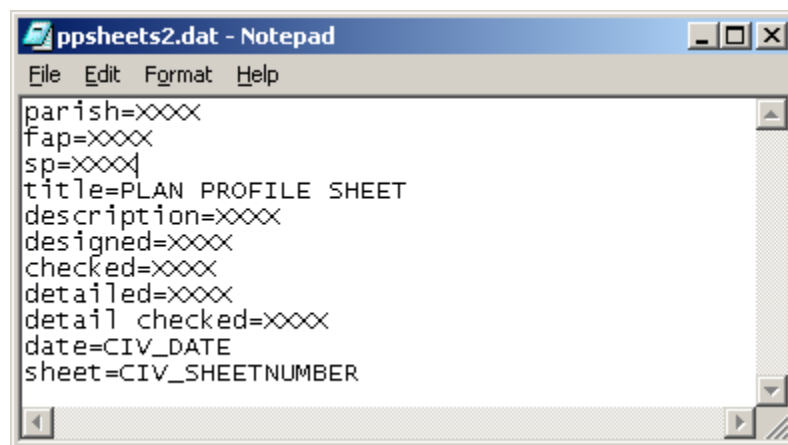 ppsheets2.dat - Notepad
File Edit Format Help
parish=XXXX
fap=XXXX
sp=XXXX
title=PLAN PROFILE SHEET
description=XXXX
designed=XXXX
checked=XXXX
detailed=XXXX
detail checked=XXXX
date=CIV_DATE
sheet=CIV_SHEETNUMBER